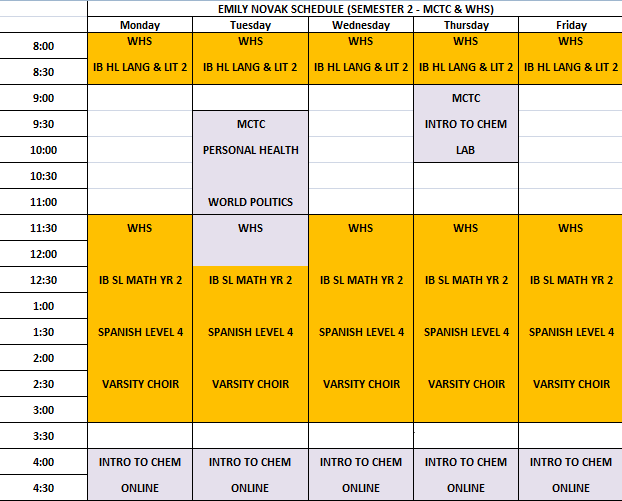 EMILY NOVAK SCHEDULE (SEMESTER 2 - MCTC & WHS)
Monday Tuesday Wednesday Thursday Friday
8:00 WHS WHS WHS WHS WHS
8:30 IB HL LANG & LIT 2 IB HL LANG & LIT 2 IB HL LANG & LIT 2 IB HL LANG & LIT 2 IB HL LANG & LIT 2
9:00 MCTC
9:30 MCTC INTRO TO CHEM
10:00 PERSONAL HEALTH LAB
10:30
11:00 WORLD POLITICS
11:30 WHS WHS WHS WHS WHS
12:00
12:30 IB SL MATH YR 2 IB SL MATH YR 2 IB SL MATH YR 2 IB SL MATH YR 2 IB SL MATH YR 2
1:00
1:30 SPANISH LEVEL 4 SPANISH LEVEL 4 SPANISH LEVEL 4 SPANISH LEVEL 4 SPANISH LEVEL 4
2:00
2:30 VARSITY CHOIR VARSITY CHOIR VARSITY CHOIR VARSITY CHOIR VARSITY CHOIR
3:00
3:30
4:00 INTRO TO CHEM INTRO TO CHEM INTRO TO CHEM INTRO TO CHEM INTRO TO CHEM
4:30 ONLINE ONLINE ONLINE ONLINE ONLINE